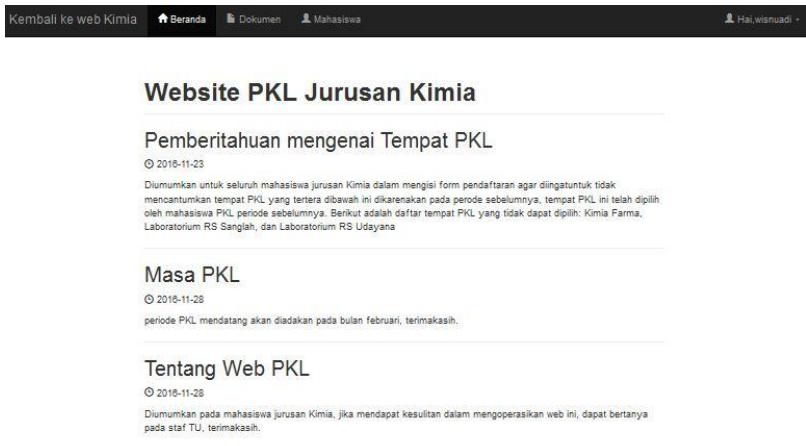 Kembali ke web Kimia Beranda Dokumen Mahasiswa Hai,wisnuadi
Website PKL Jurusan Kimia
Pemberitahuan mengenai Tempat PKL
2016-11-23
Diumumkan untuk seluruh mahasiswa jurusan Kimia dalam mengisi form pendaftaran agar diingatuntuk tidak
mencantumkan tempat PKL yang tertera dibawah ini dikarenakan pada perode sebelumnya, tempat PKL ini telah dipilih
oleh mahasiswa PKL periode sebelumnya. Berikut adalah daftar tempat PKL yang tidak dapat dipilih: Kimia Farma,
Laboratorium RS Sanglah, dan Laboratorium RS Udayana
Masa PKL
2016-11-28
periode PKL mendatang akan diadakan pada bulan februari, terimakasih.
Tentang Web PKL
2016-11-28
Diumumkan pada mahasiswa jurusan Kimia, jika mendapat kesulitan dalam mengoperasikan web ini, dapat bertanya
pada staf TU, terimakasih.